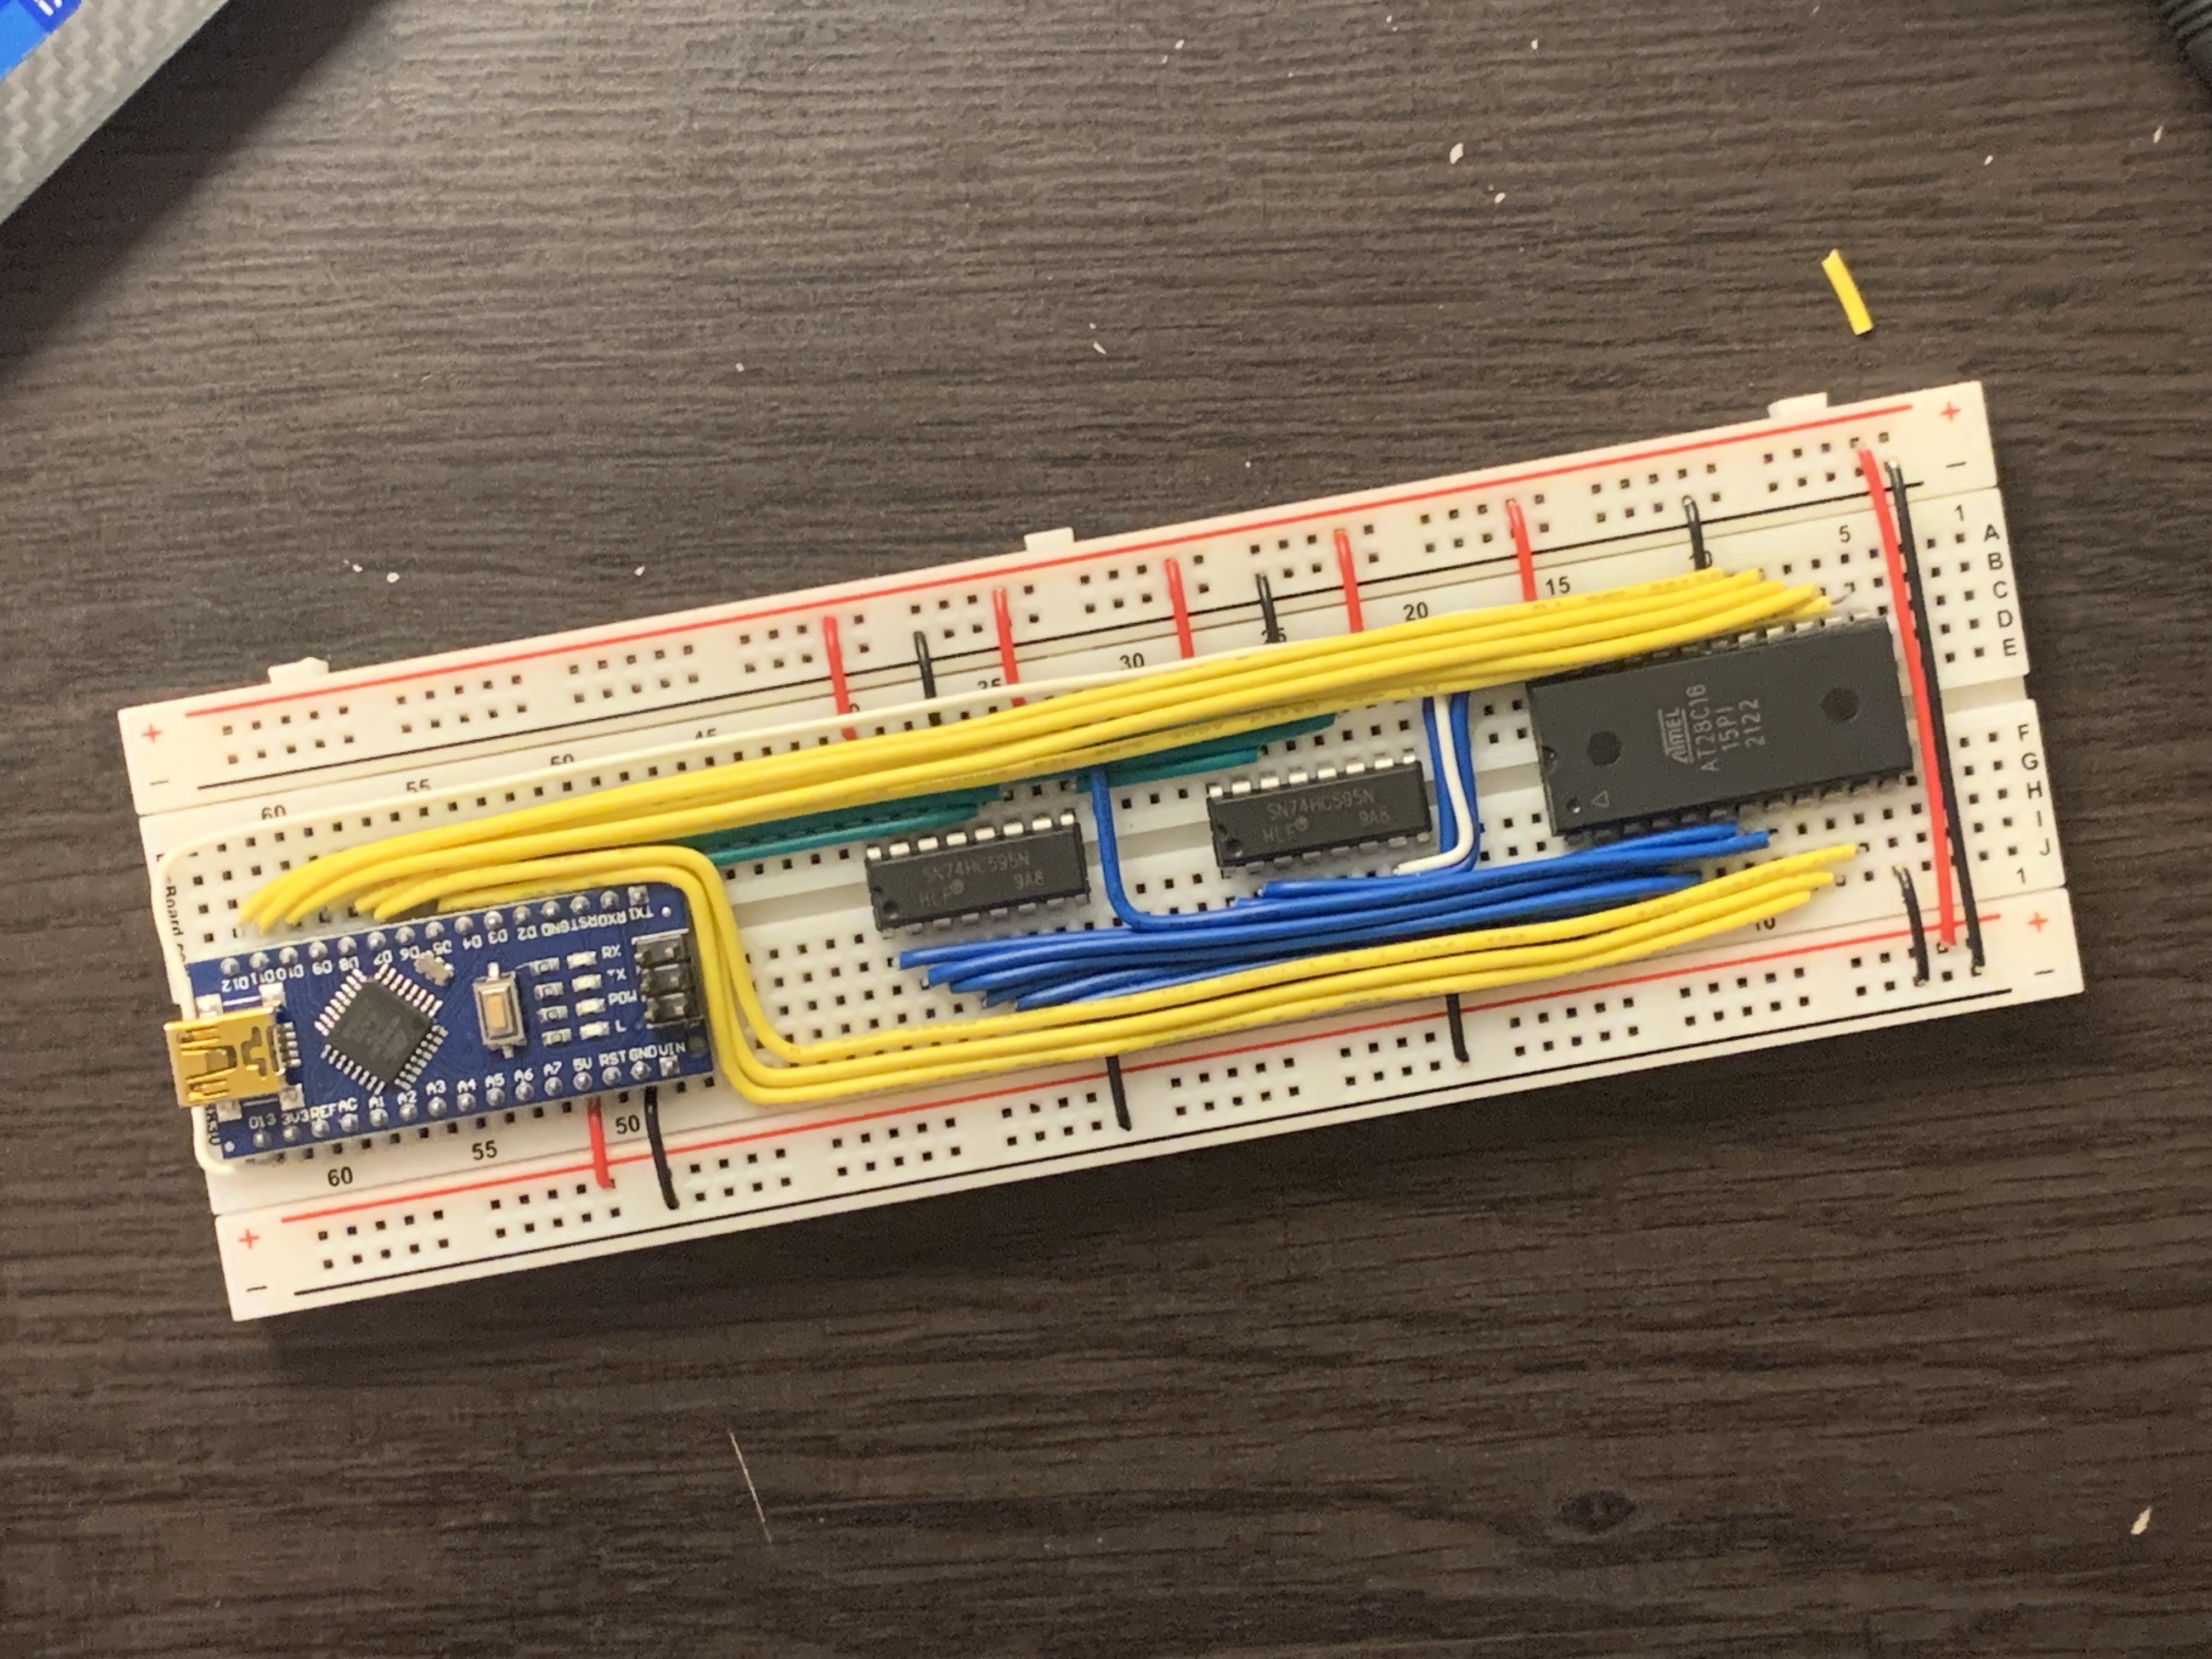 +
−
1
A
B
C
D
E
5
10
15
20
25
30
35
45
50
55
60
ATMEL
AT28C16
15PI
2122
SN74HC595N
HLF® 9A8
SN74HC595N
HLF® 9A8
F
G
H
I
J
1
10
D12 D11 D10 D9 D8 D7 D6 D5 D4 D3 D2 GND RST RX0 TX1
RX
TX
POW
L
D13 3V3 REF A0 A1 A2 A3 A4 A5 A6 A7 5V RST GND VIN
50
55
60
+
−
+
−
+
−